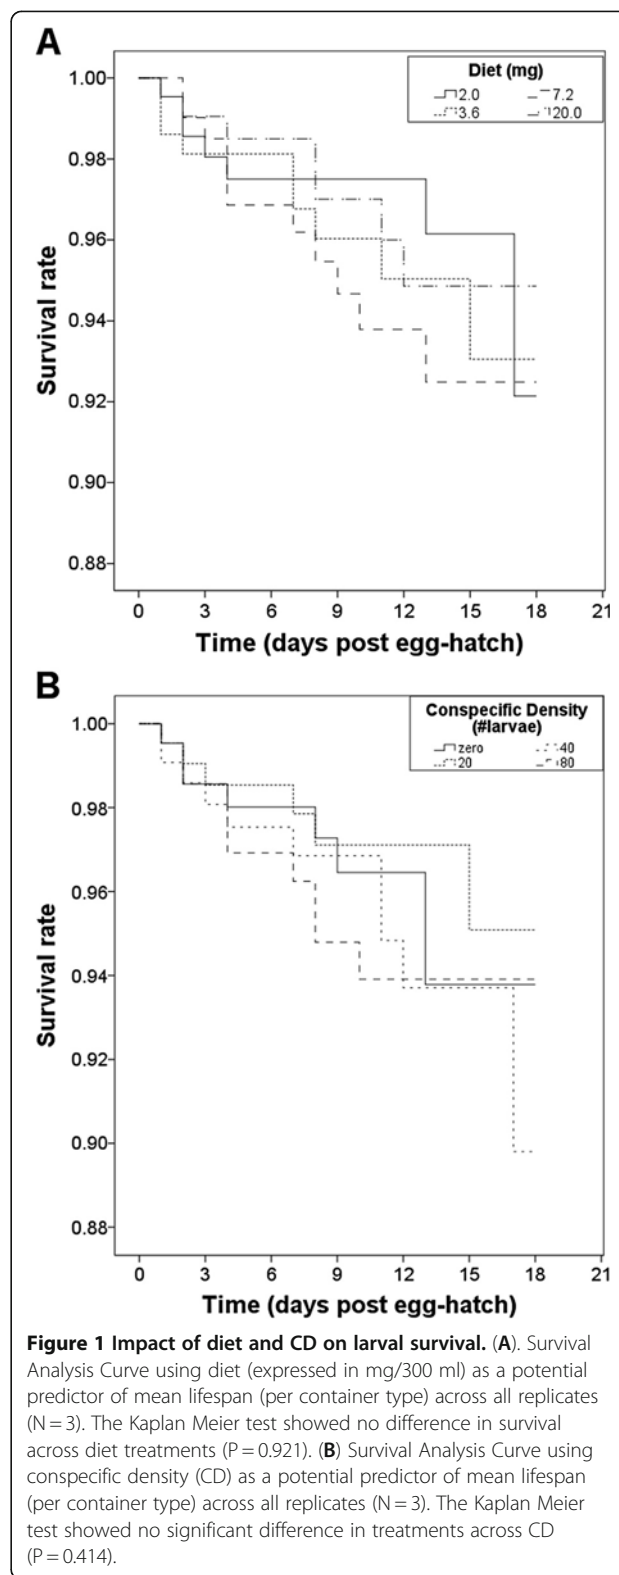 A
Diet (mg)
2.0 7.2
3.6 20.0
1.00
0.98
0.96
0.94
0.92
0.90
0.88
Survival rate
0 3 6 9 12 15 18 21
Time (days post egg-hatch)
B
Conspecific Density
(#larvae)
zero 40
20 80
1.00
0.98
0.96
0.94
0.92
0.90
0.88
Survival rate
0 3 6 9 12 15 18 21
Time (days post egg-hatch)
Figure 1 Impact of diet and CD on larval survival. (A). Survival
Analysis Curve using diet (expressed in mg/300 ml) as a potential
predictor of mean lifespan (per container type) across all replicates
(N = 3). The Kaplan Meier test showed no difference in survival
across diet treatments (P = 0.921). (B) Survival Analysis Curve using
conspecific density (CD) as a potential predictor of mean lifespan
(per container type) across all replicates (N = 3). The Kaplan Meier
test showed no significant difference in treatments across CD
(P = 0.414).